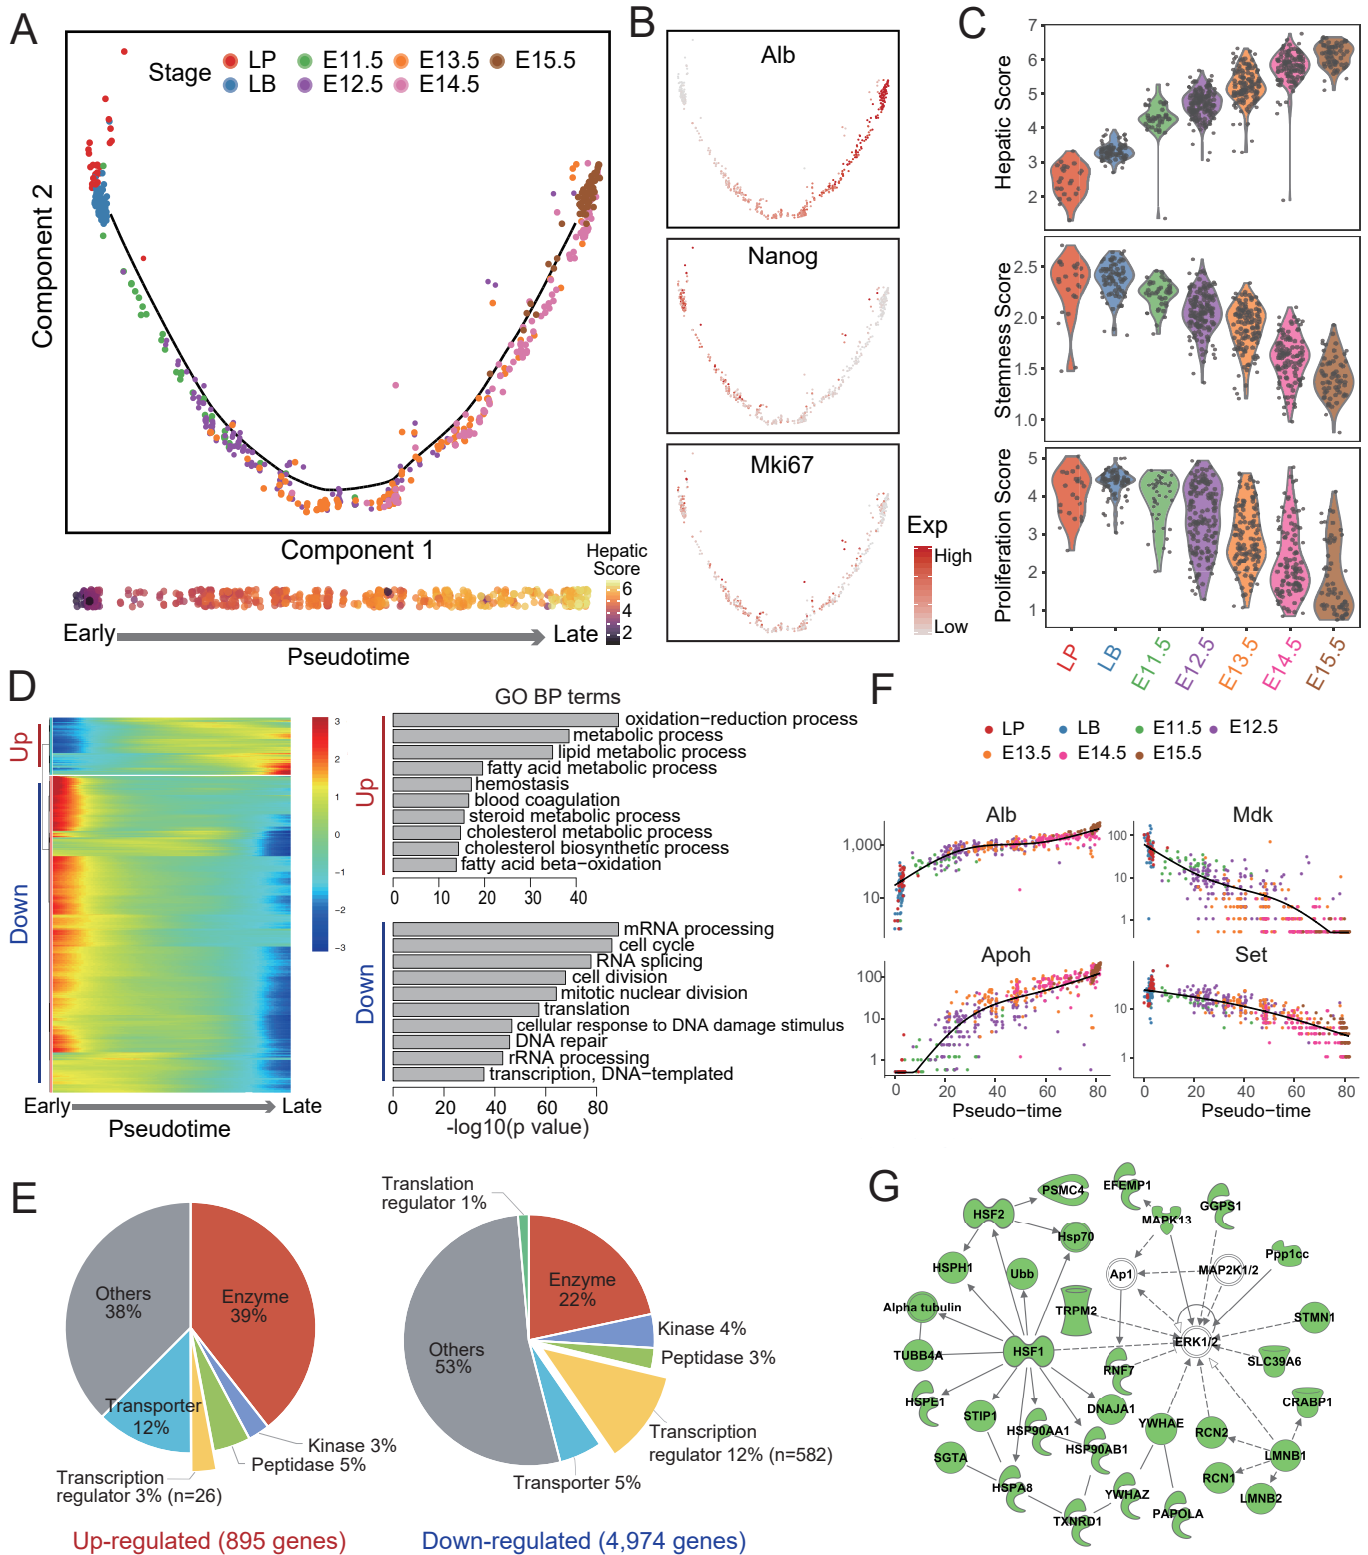 A
Stage
LP
E11.5
E13.5
E15.5
LB
E12.5
E14.5
Component 2
Component 1
Hepatic
Score
6
4
2
Early
Late
Pseudotime
B
Alb
Nanog
Mki67
Exp
High
Low
C
Hepatic Score
7
6
5
4
3
2
Stemness Score
2.5
2.0
1.5
1.0
Proliferation Score
5
4
3
2
1
LP
LB
E11.5
E12.5
E13.5
E14.5
E15.5
D
Up
Down
3
2
1
0
−1
−2
−3
Early
Late
Pseudotime
GO BP terms
Up
oxidation−reduction process
metabolic process
lipid metabolic process
fatty acid metabolic process
hemostasis
blood coagulation
steroid metabolic process
cholesterol metabolic process
cholesterol biosynthetic process
fatty acid beta−oxidation
0 10 20 30 40
Down
mRNA processing
cell cycle
RNA splicing
cell division
mitotic nuclear division
translation
cellular response to DNA damage stimulus
DNA repair
rRNA processing
transcription, DNA−templated
0 20 40 60 80
-log10(p value)
F
LP
LB
E11.5
E12.5
E13.5
E14.5
E15.5
Alb
1,000
10
Mdk
100
10
1
Apoh
100
10
1
0 20 40 60 80
Pseudo−time
Set
10
1
0 20 40 60 80
Pseudo−time
E
Others
38%
Enzyme
39%
Transporter
12%
Kinase 3%
Peptidase 5%
Transcription
regulator 3% (n=26)
Up-regulated (895 genes)
Translation
regulator 1%
Enzyme
22%
Kinase 4%
Peptidase 3%
Others
53%
Transcription
regulator 12% (n=582)
Transporter 5%
Down-regulated (4,974 genes)
G
PSMC4
EFEMP1
HSF2
MAPK13
GGPS1
Hsp70
HSPH1
Ubb
Ap1
MAP2K1/2
Ppp1cc
Alpha tubulin
TRPM2
STMN1
ERK1/2
TUBB4A
HSF1
RNF7
SLC39A6
HSPE1
STIP1
DNAJA1
CRABP1
HSP90AA1
YWHAE
RCN2
HSP90AB1
SGTA
LMNB1
RCN1
HSPA8
YWHAZ
LMNB2
TXNRD1
PAPOLA